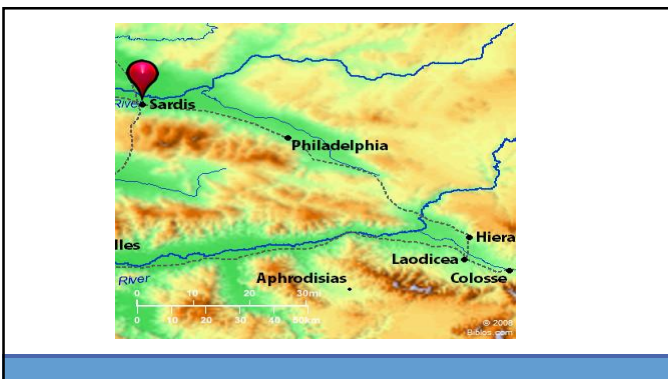 River Sardis
Philadelphia
Hiera
lles
Laodicea
River
Aphrodisias
Colosse
0 10 20 30mi
0 10 20 30 40 50km
© 2008
Biblos.com